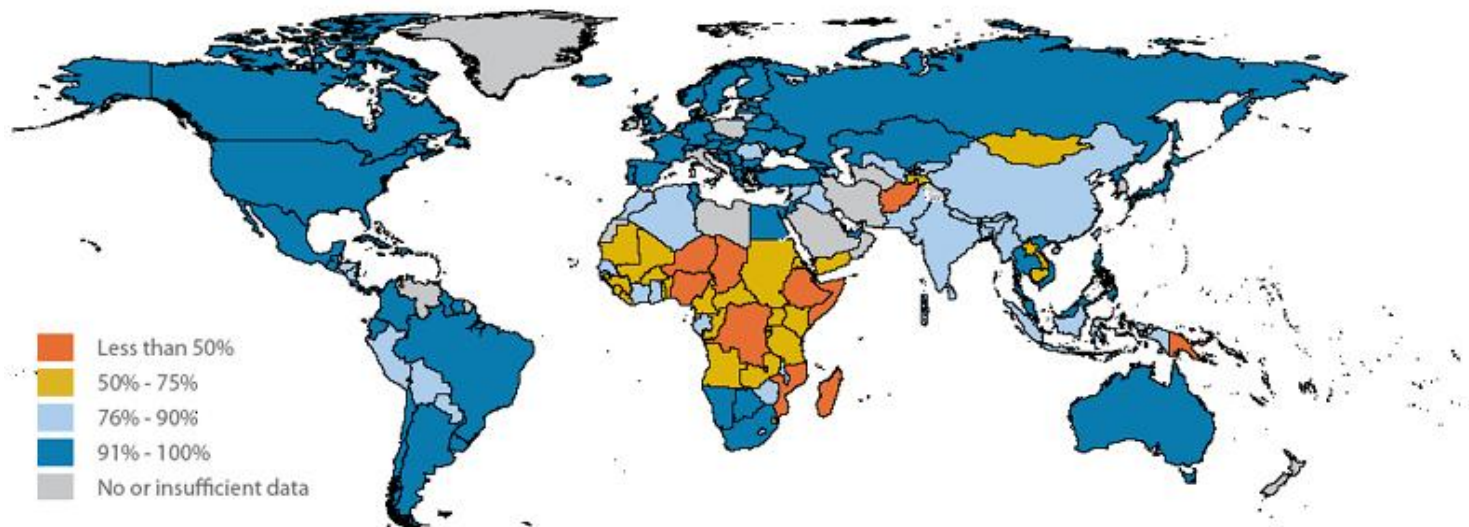 Less than 50%
50% - 75%
76% - 90%
91% - 100%
No or insufficient data